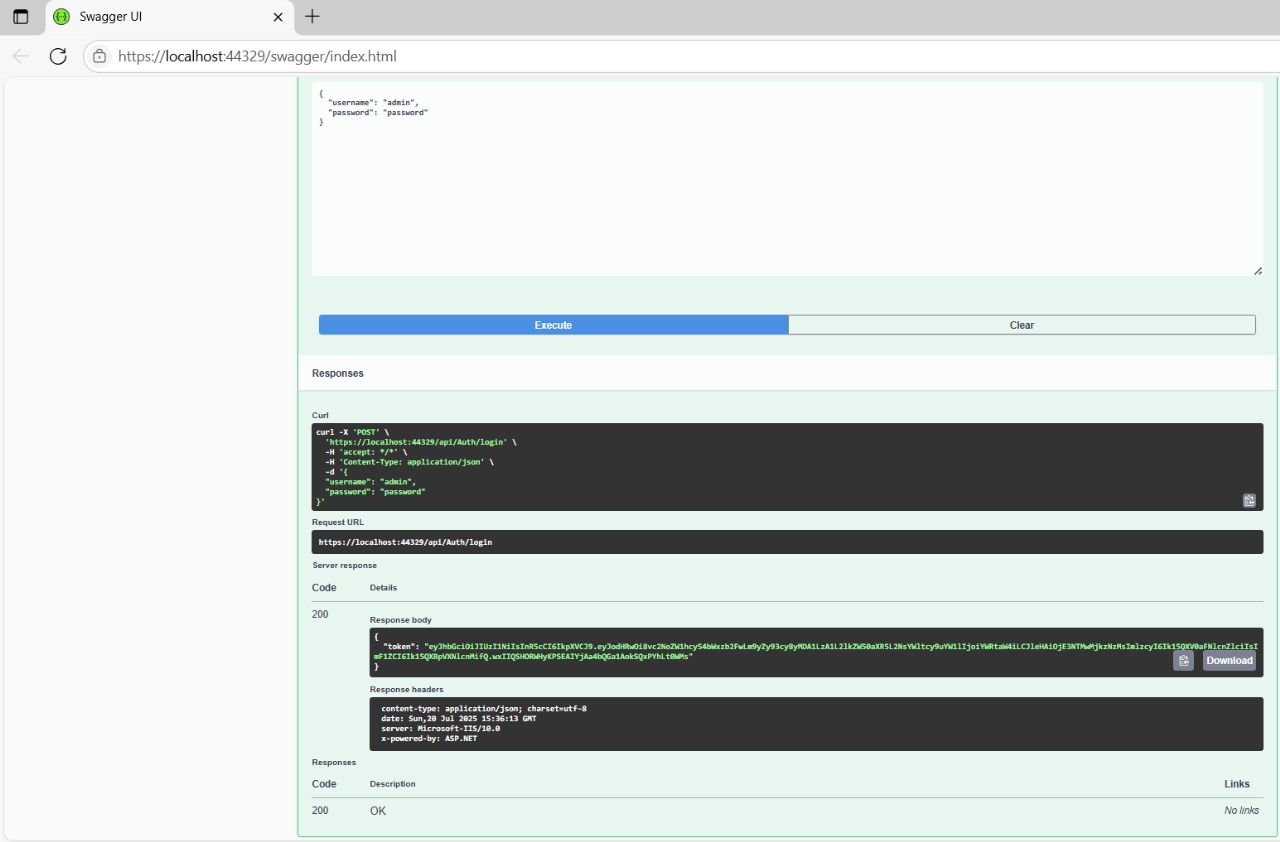 Swagger UI
https://localhost:44329/swagger/index.html
{
"username": "admin",
"password": "password"
}
Execute
Clear
Responses
Curl
curl -X 'POST' \
'https://localhost:44329/api/Auth/login' \
-H 'accept: */*' \
-H 'Content-Type: application/json' \
-d '{
"username": "admin",
"password": "password"
}'
Request URL
https://localhost:44329/api/Auth/login
Server response
Code
Details
200
Response body
{
"token":
}
Download
Response headers
content-type: application/json; charset=utf-8
date: Sun,20 Jul 2025 15:36:13 GMT
server: Microsoft-IIS/10.0
x-powered-by: ASP.NET
Responses
Code
Description
Links
200
OK
No links